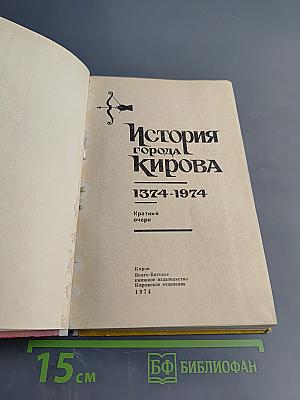 История
города
Кирова
1374-1974
Краткий
очерк
Киров
Волго-Вятское
книжное издательство
Кировское отделение
1974
15 см
БФ БИБЛИОФАН